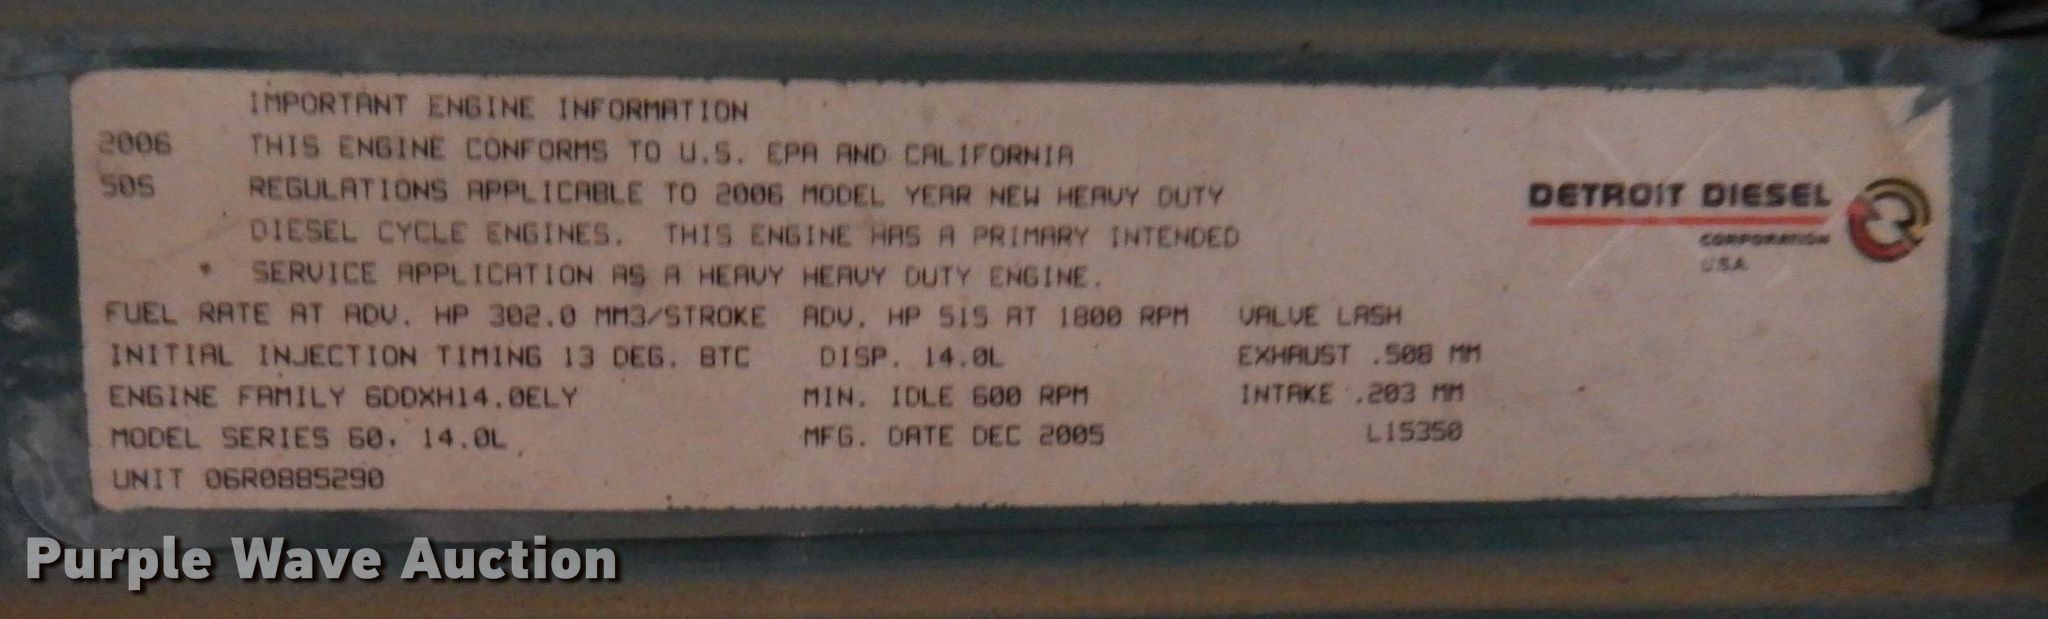 IMPORTANT ENGINE INFORMATION
2006 THIS ENGINE CONFORMS TO U.S. EPA AND CALIFORNIA
50S REGULATIONS APPLICABLE TO 2006 MODEL YEAR NEW HEAVY DUTY
DIESEL CYCLE ENGINES. THIS ENGINE HAS A PRIMARY INTENDED
SERVICE APPLICATION AS A HEAVY HEAVY DUTY ENGINE.
FUEL RATE AT ADV. HP 302.0 MM3/STROKE ADV. HP 515 AT 1800 RPM VALVE LASH
INITIAL INJECTION TIMING 13 DEG. BTC DISP. 14.0L EXHAUST .508 MM
ENGINE FAMILY 6DDXH14.0ELY MIN. IDLE 600 RPM INTAKE .203 MM
MODEL SERIES 60, 14.0L MFG. DATE DEC 2005 L15350
UNIT 06R0885290
DETROIT DIESEL
CORPORATION
U.S.A.
Purple Wave Auction